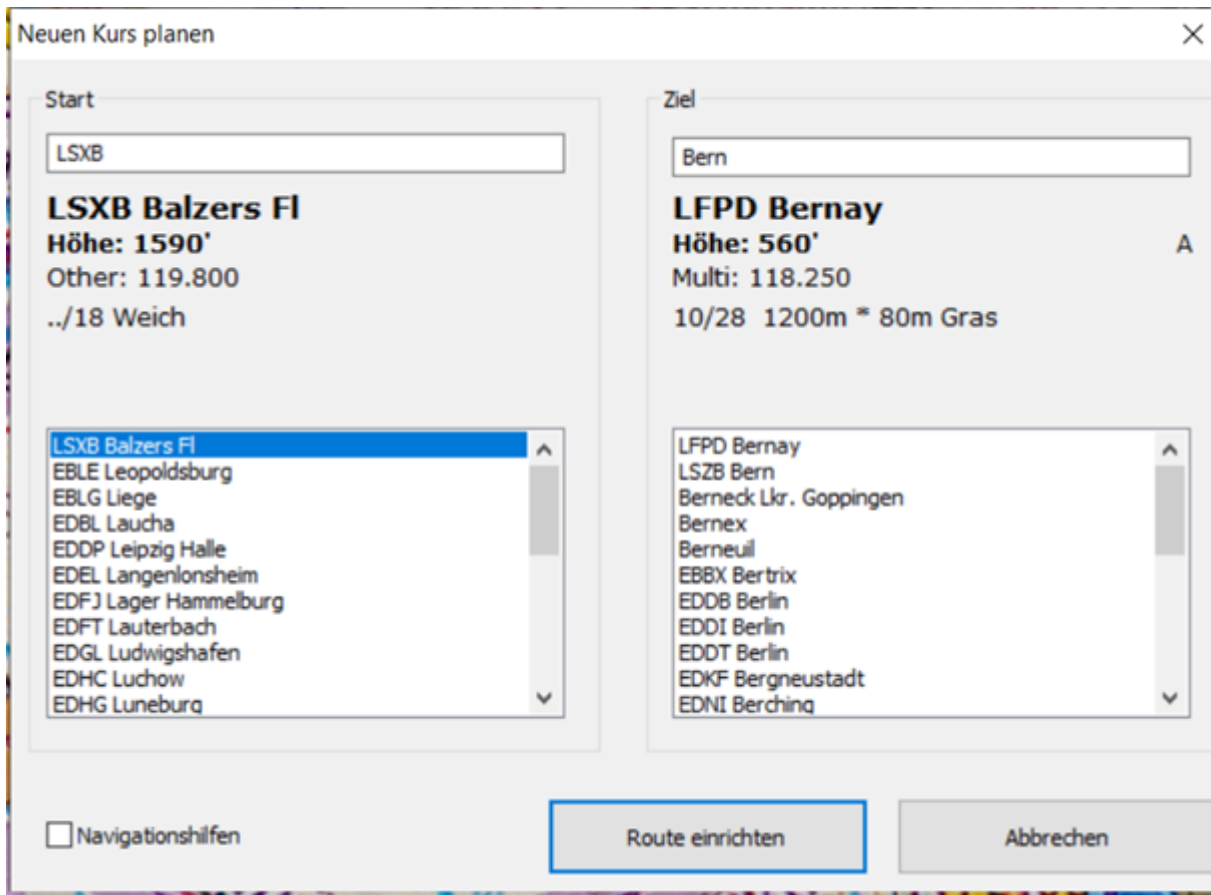 Neuen Kurs planen
Start
LSXB
LSXB Balzers Fl
Höhe: 1590'
Other: 119.800
../18 Weich
LSXB Balzers Fl
EBLE Leopoldsburg
EBLG Liege
EDBL Laucha
EDDP Leipzig Halle
EDEL Langenlonsheim
EDFJ Lager Hammelburg
EDFT Lauterbach
EDGL Ludwigshafen
EDHC Luchow
EDHG Luneburg
Ziel
Bern
LFPD Bernay
Höhe: 560'
A
Multi: 118.250
10/28 1200m * 80m Gras
LFPD Bernay
LSZB Bern
Berneck Lkr. Goppingen
Bernex
Berneuil
EBBX Bertrix
EDDB Berlin
EDDI Berlin
EDDT Berlin
EDKF Bergneustadt
EDNI Berching
Navigationshilfen
Route einrichten
Abbrechen